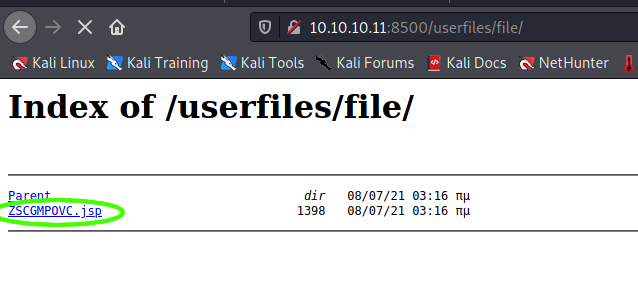 10.10.10.11:8500/userfiles/file/
Kali Linux Kali Training Kali Tools Kali Forums Kali Docs NetHunter
Index of /userfiles/file/
Parent dir 08/07/21 03:16 πμ
ZSCGMPOVC.jsp 1398 08/07/21 03:16 πμ